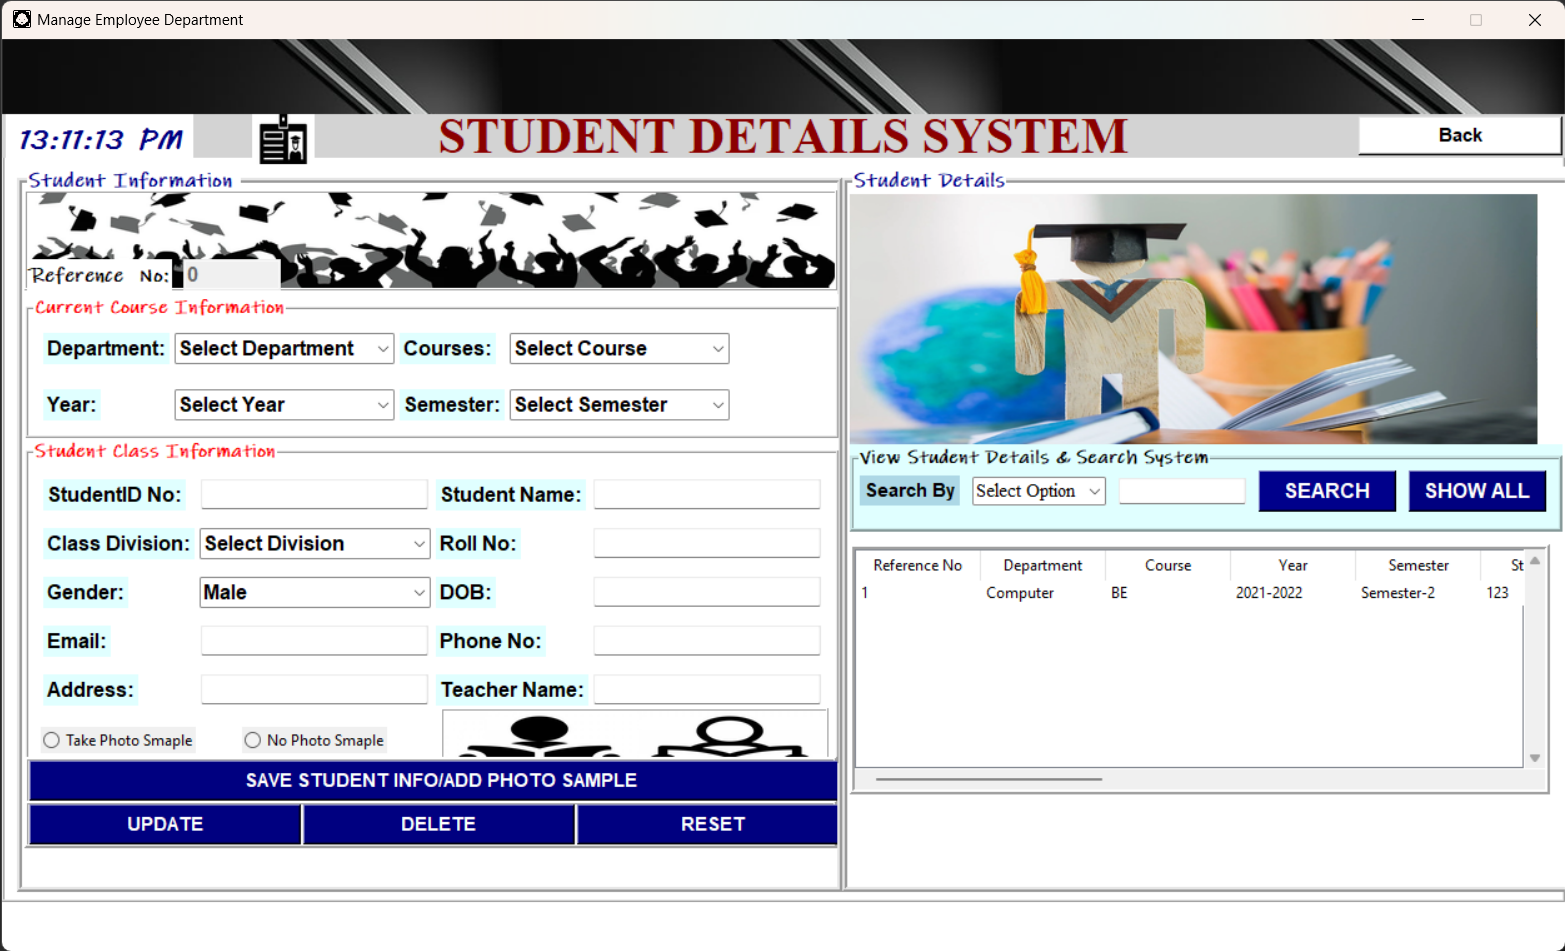 Manage Employee Department
13:11:13 PM
STUDENT DETAILS SYSTEM
Back
Student Information
Reference No: 0
Current Course Information
Department: Select Department Courses: Select Course
Year: Select Year Semester: Select Semester
Student Class Information
StudentID No: Student Name:
Class Division: Select Division Roll No:
Gender: Male DOB:
Email: Phone No:
Address: Teacher Name:
Take Photo Smaple No Photo Smaple
SAVE STUDENT INFO/ADD PHOTO SAMPLE
UPDATE DELETE RESET
Student Details
View Student Details & Search System
Search By Select Option SEARCH SHOW ALL
Reference No Department Course Year Semester St
1 Computer BE 2021-2022 Semester-2 123